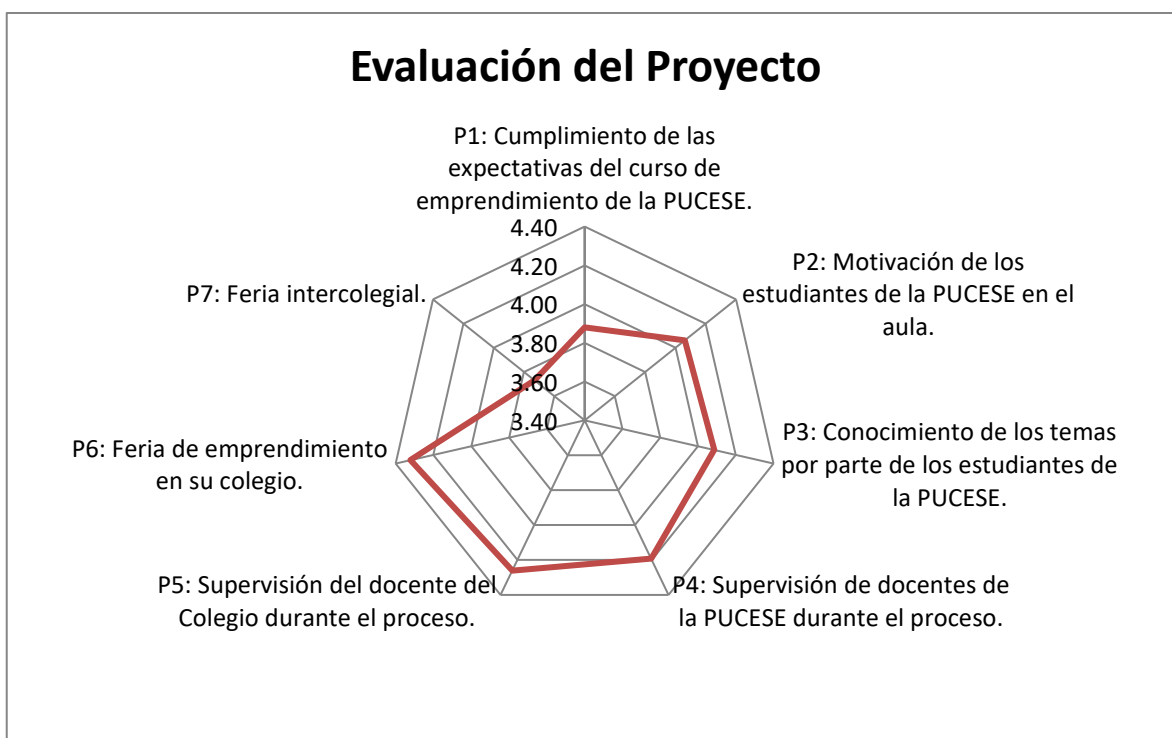 Evaluación del Proyecto
P1: Cumplimiento de las
expectativas del curso de
emprendimiento de la PUCESE.
P2: Motivación de los
estudiantes de la PUCESE en el
aula.
P3: Conocimiento de los temas
por parte de los estudiantes de
la PUCESE.
P4: Supervisión de docentes de
la PUCESE durante el proceso.
P5: Supervisión del docente del
Colegio durante el proceso.
P6: Feria de emprendimiento
en su colegio.
P7: Feria intercolegial.
4.40
4.20
4.00
3.80
3.60
3.40